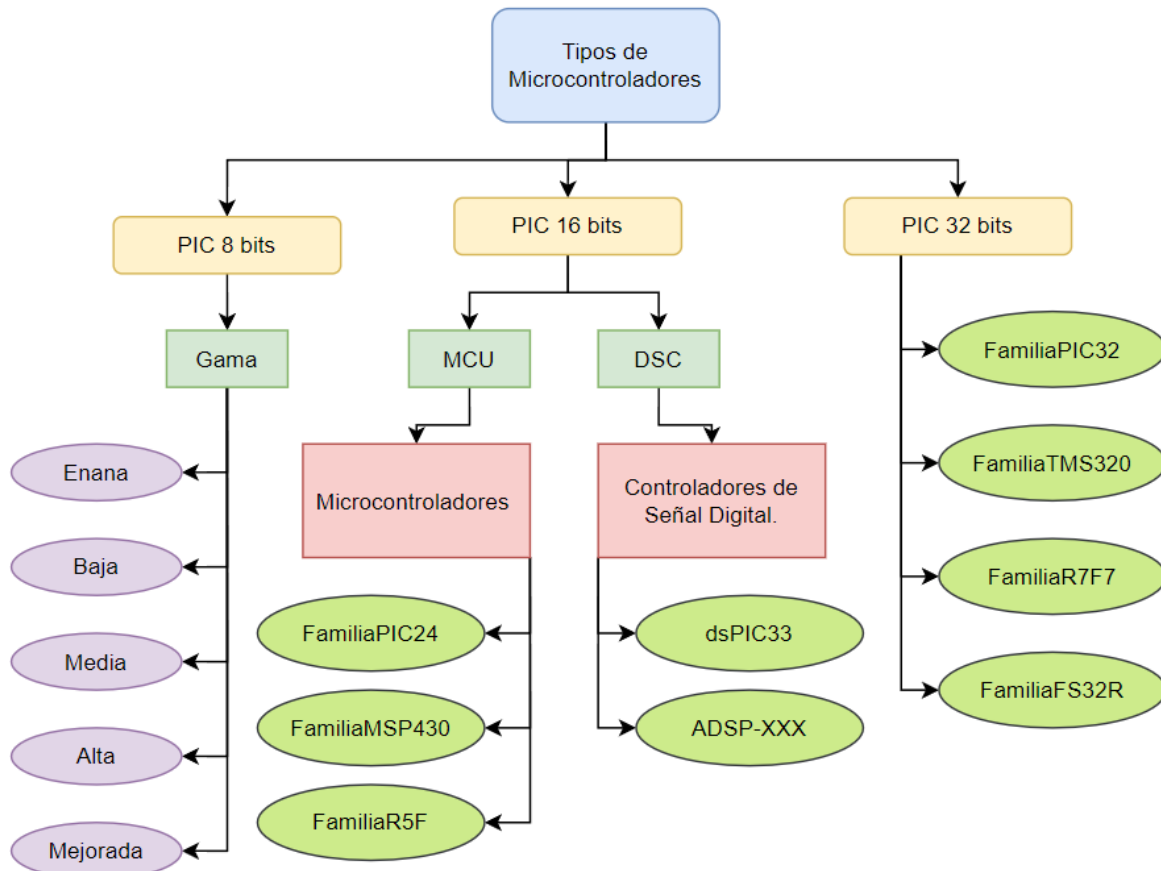 Tipos de
Microcontroladores
PIC 8 bits
PIC 16 bits
PIC 32 bits
Gama
MCU
DSC
Enana
Baja
Media
Alta
Mejorada
Microcontroladores
FamiliaPIC24
FamiliaMSP430
FamiliaR5F
Controladores de
Señal Digital.
dsPIC33
ADSP-XXX
FamiliaPIC32
FamiliaTMS320
FamiliaR7F7
FamiliaFS32R